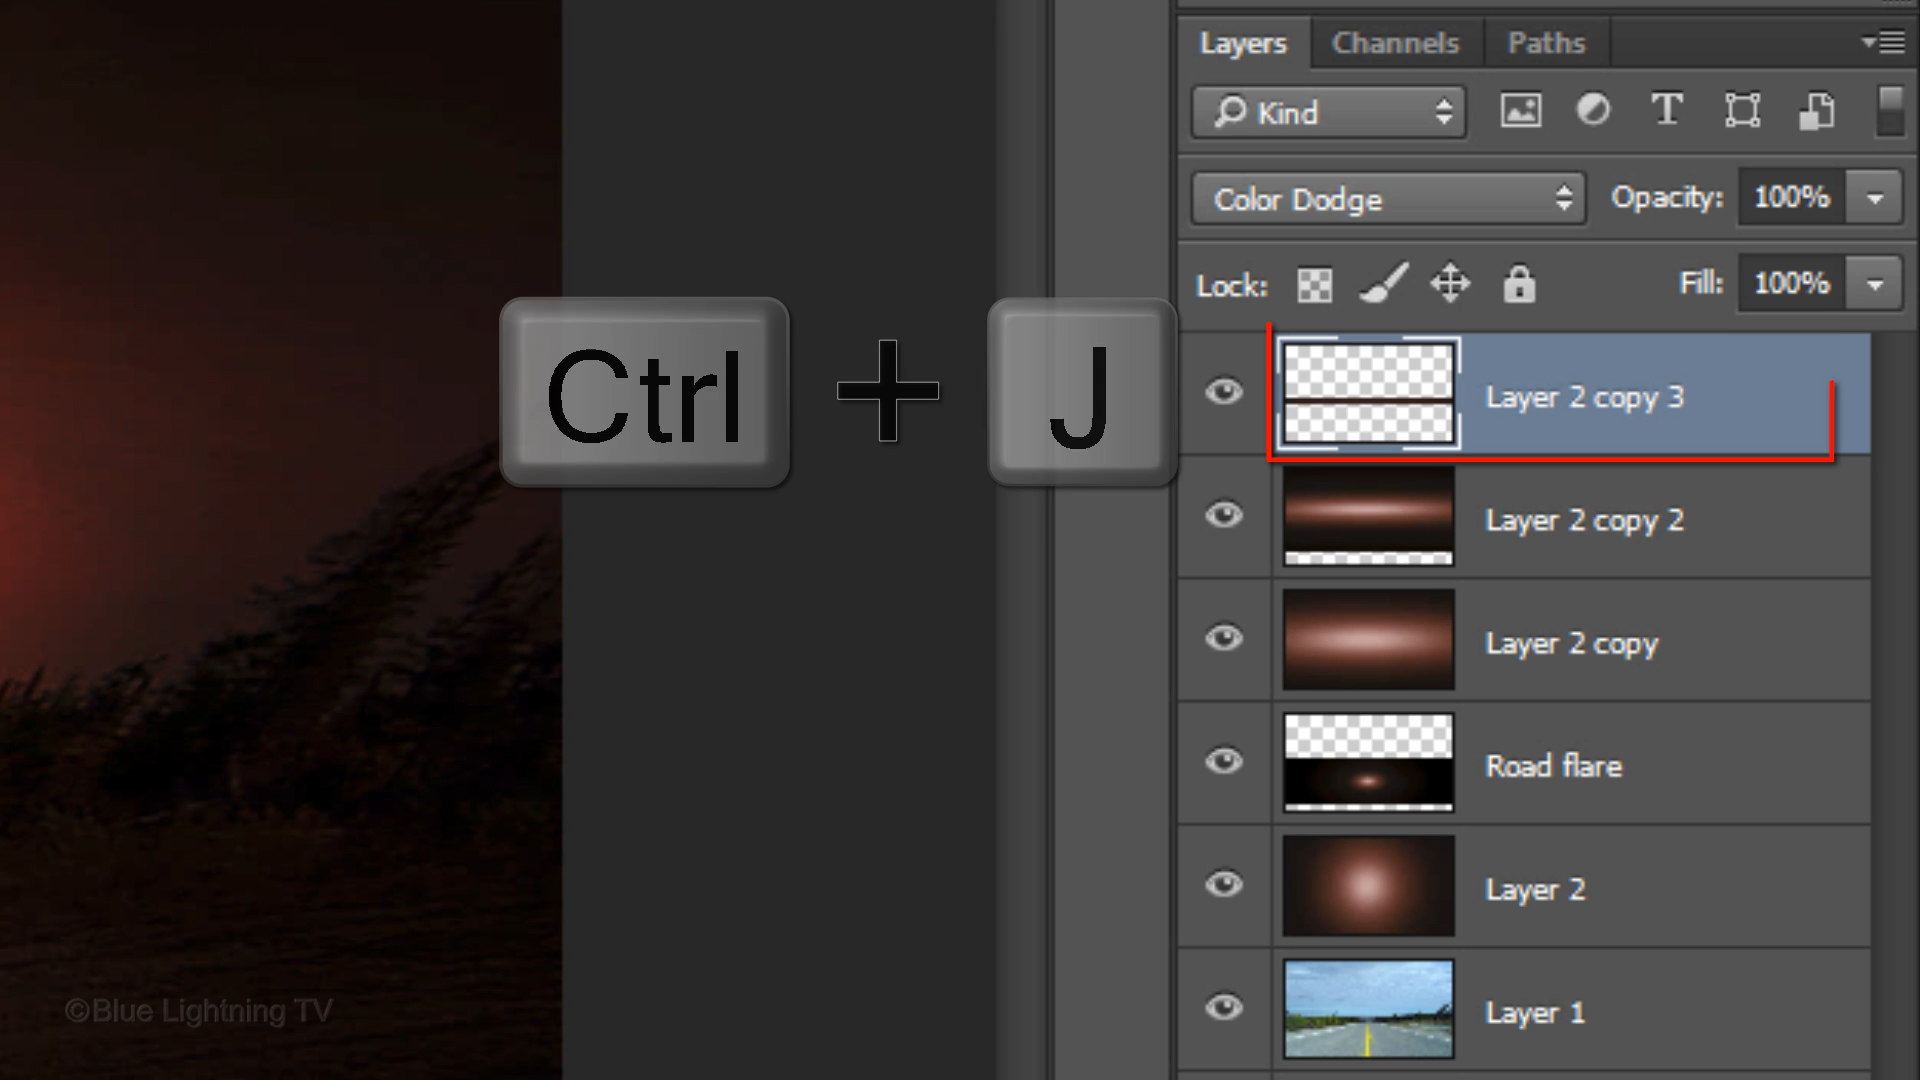 Layers Channels Paths
Kind T
Color Dodge Opacity: 100%
Lock: Fill: 100%
Ctrl + J
Layer 2 copy 3
Layer 2 copy 2
Layer 2 copy
Road flare
Layer 2
Layer 1
©Blue Lightning TV